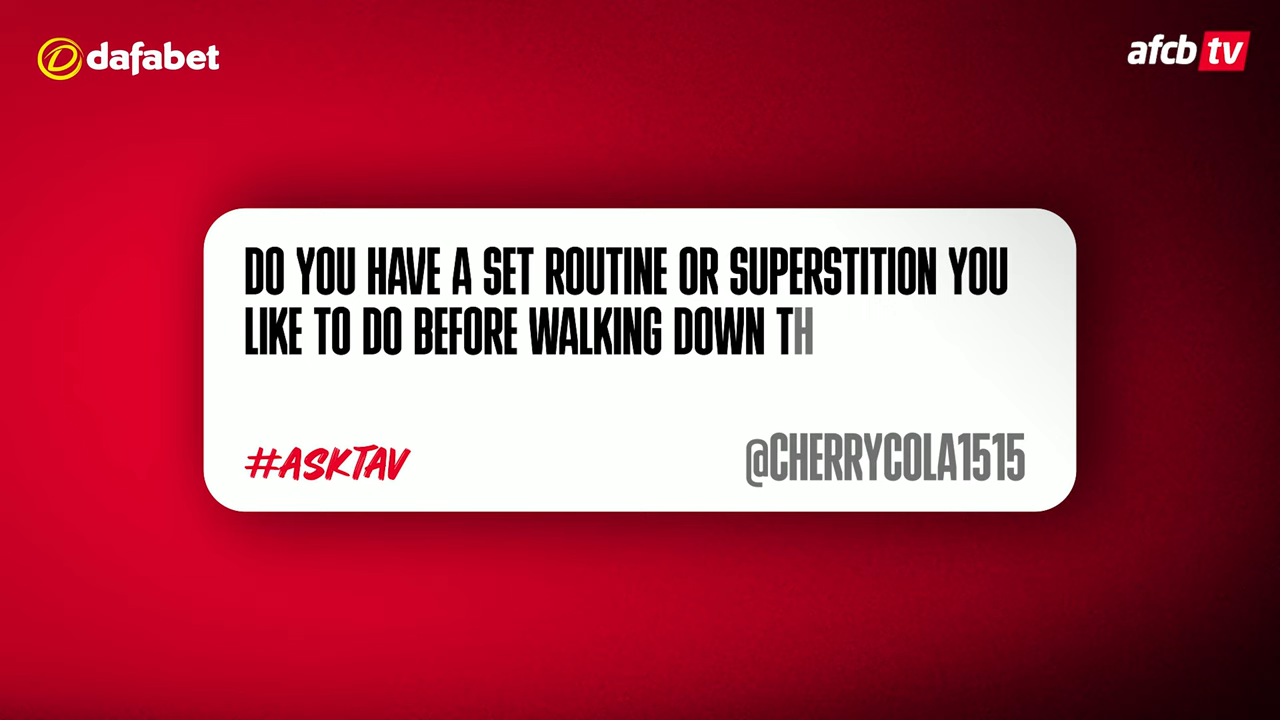 dafabet
afcb tv
DO YOU HAVE A SET ROUTINE OR SUPERSTITION YOU
LIKE TO DO BEFORE WALKING DOWN TH
#ASKTAV
@CHERRYCOLA1515